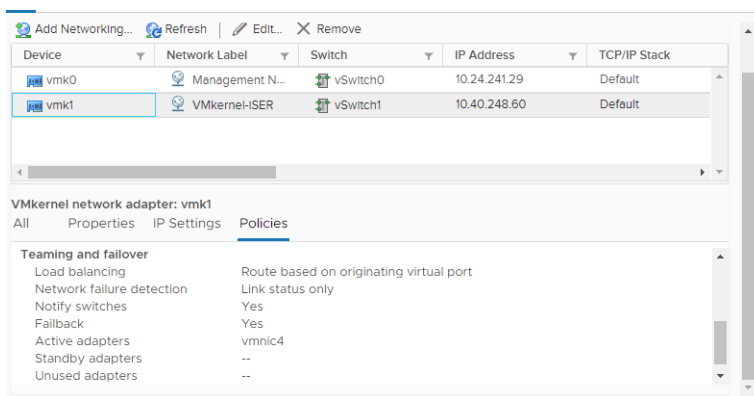 Add Networking... Refresh Edit... Remove
Device Network Label Switch IP Address TCP/IP Stack
vmk0 Management N... vSwitch0 10.24.241.29 Default
vmk1 VMkernel-ISER vSwitch1 10.40.248.60 Default
VMkernel network adapter: vmk1
All Properties IP Settings Policies
Teaming and failover
Load balancing Route based on originating virtual port
Network failure detection Link status only
Notify switches Yes
Failback Yes
Active adapters vmnic4
Standby adapters --
Unused adapters --